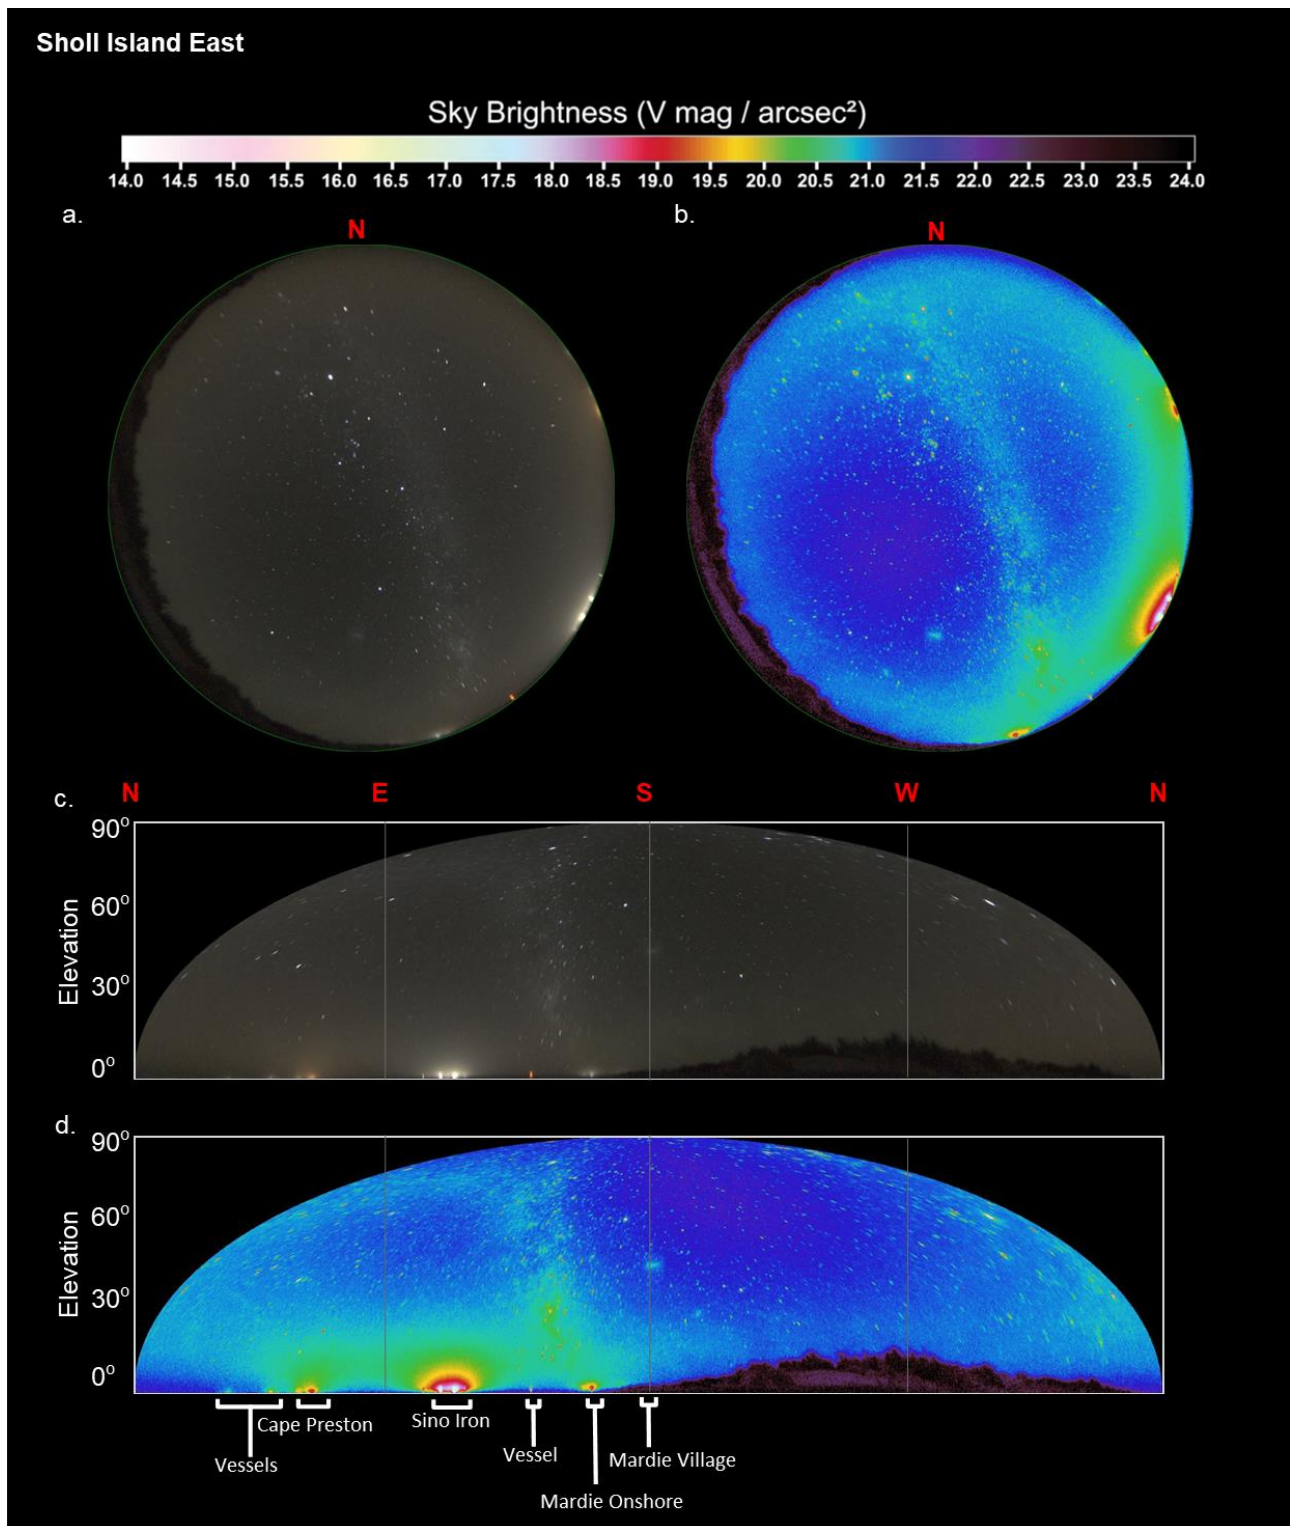 Sholl Island East
Sky Brightness (V mag / arcsec²)
14.0 14.5 15.0 15.5 16.0 16.5 17.0 17.5 18.0 18.5 19.0 19.5 20.0 20.5 21.0 21.5 22.0 22.5 23.0 23.5 24.0
a. b.
N N
c. N E S W N
90°
60°
30°
0°
Elevation
d.
90°
60°
30°
0°
Elevation
Cape Preston Sino Iron
Vessels Vessel Mardie Village
Mardie Onshore